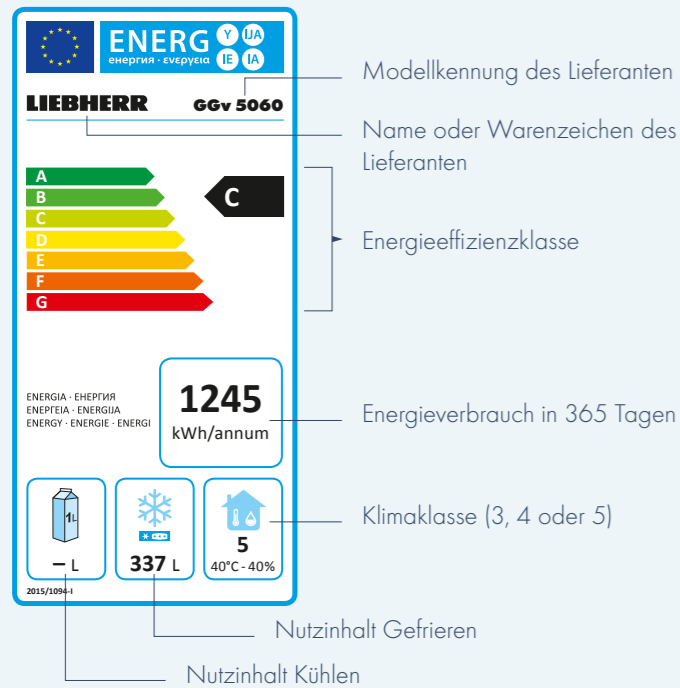 ENERG Y IJA
енергия · ενεργεια IE IA
LIEBHERR GGv 5060
Modellkennung des Lieferanten
Name oder Warenzeichen des
Lieferanten
A
B
C
D
E
F
G
C
Energieeffizienzklasse
ENERGIA · ЕНЕРГИЯ
ΕΝΕΡΓΕΙΑ · ENERGIJA
ENERGY · ENERGIE · ENERGI
1245
kWh/annum
Energieverbrauch in 365 Tagen
1L
– L
337 L
5
40°C - 40%
Klimaklasse (3, 4 oder 5)
2015/1094-I
Nutzinhalt Gefrieren
Nutzinhalt Kühlen